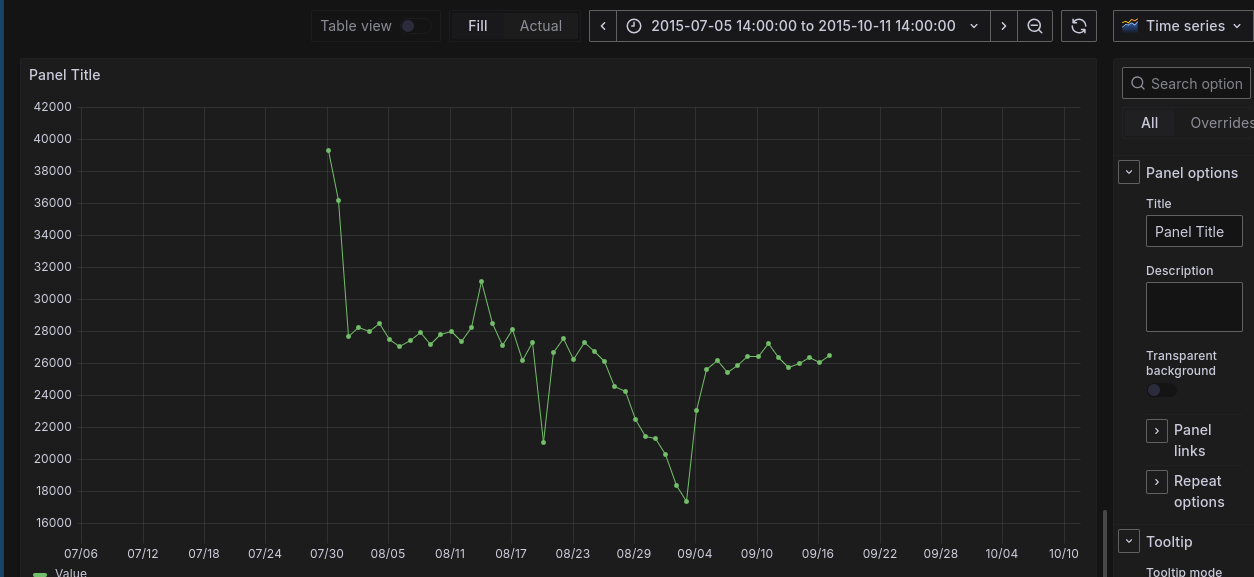 Table view
Fill
Actual
2015-07-05 14:00:00 to 2015-10-11 14:00:00
Time series
Panel Title
42000
40000
38000
36000
34000
32000
30000
28000
26000
24000
22000
20000
18000
16000
07/06 07/12 07/18 07/24 07/30 08/05 08/11 08/17 08/23 08/29 09/04 09/10 09/16 09/22 09/28 10/04 10/10
Value
Search option
All
Overrides
Panel options
Title
Panel Title
Description
Transparent
background
Panel
links
Repeat
options
Tooltip
Tooltip mode